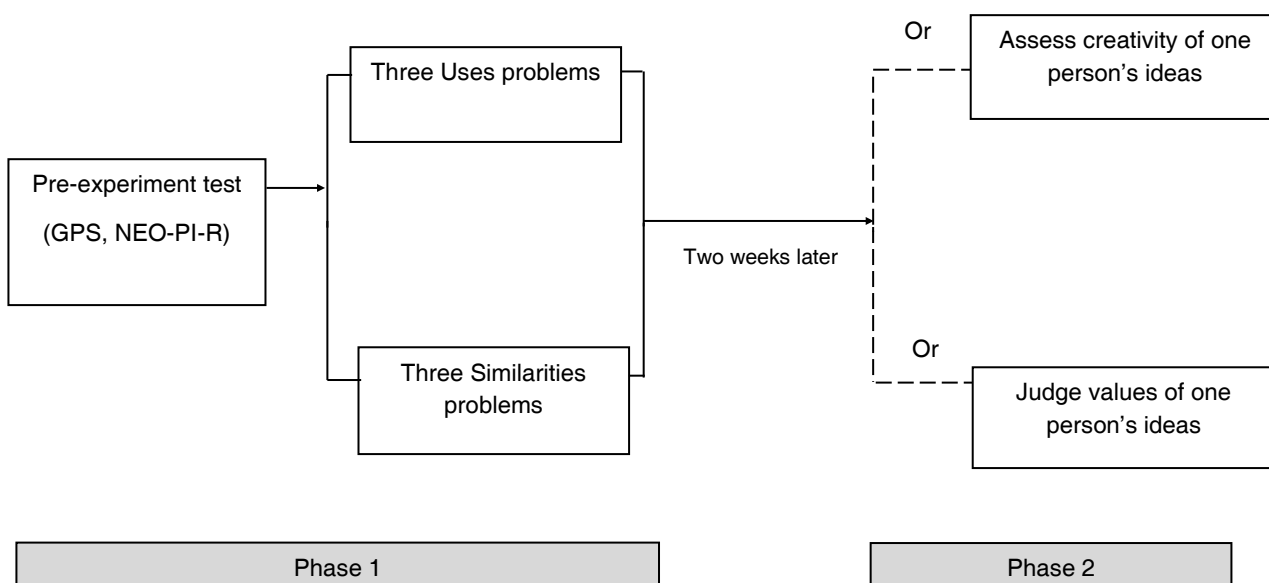 Pre-experiment test
(GPS, NEO-PI-R)
Three Uses problems
Three Similarities
problems
Two weeks later
Or
Assess creativity of one
person's ideas
Or
Judge values of one
person's ideas
Phase 1
Phase 2